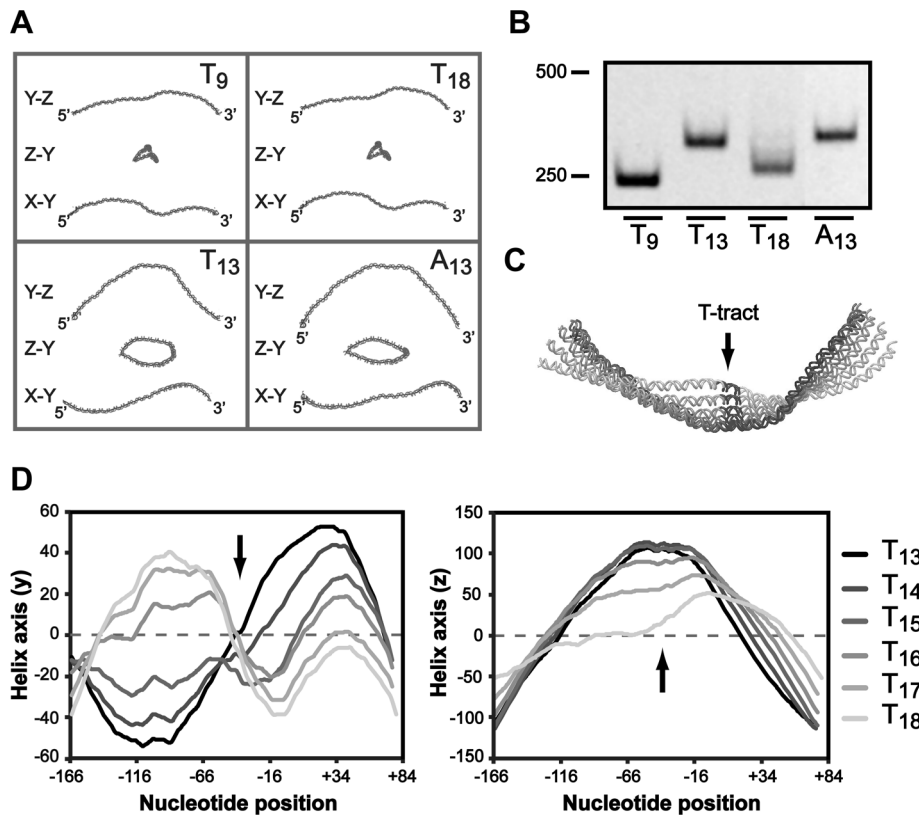 A
T9
Y-Z
5'
3'
Z-Y
X-Y
5'
3'
T18
Y-Z
5'
3'
Z-Y
X-Y
5'
3'
T13
Y-Z
5'
3'
Z-Y
X-Y
5'
3'
A13
Y-Z
5'
3'
Z-Y
X-Y
5'
3'
B
500
250
T9 T13 T18 A13
C
T-tract
D
Helix axis (y)
60
40
20
0
-20
-40
-60
-166 -116 -66 -16 +34 +84
Nucleotide position
Helix axis (z)
150
100
50
0
-50
-100
-150
-166 -116 -66 -16 +34 +84
Nucleotide position
T13
T14
T15
T16
T17
T18